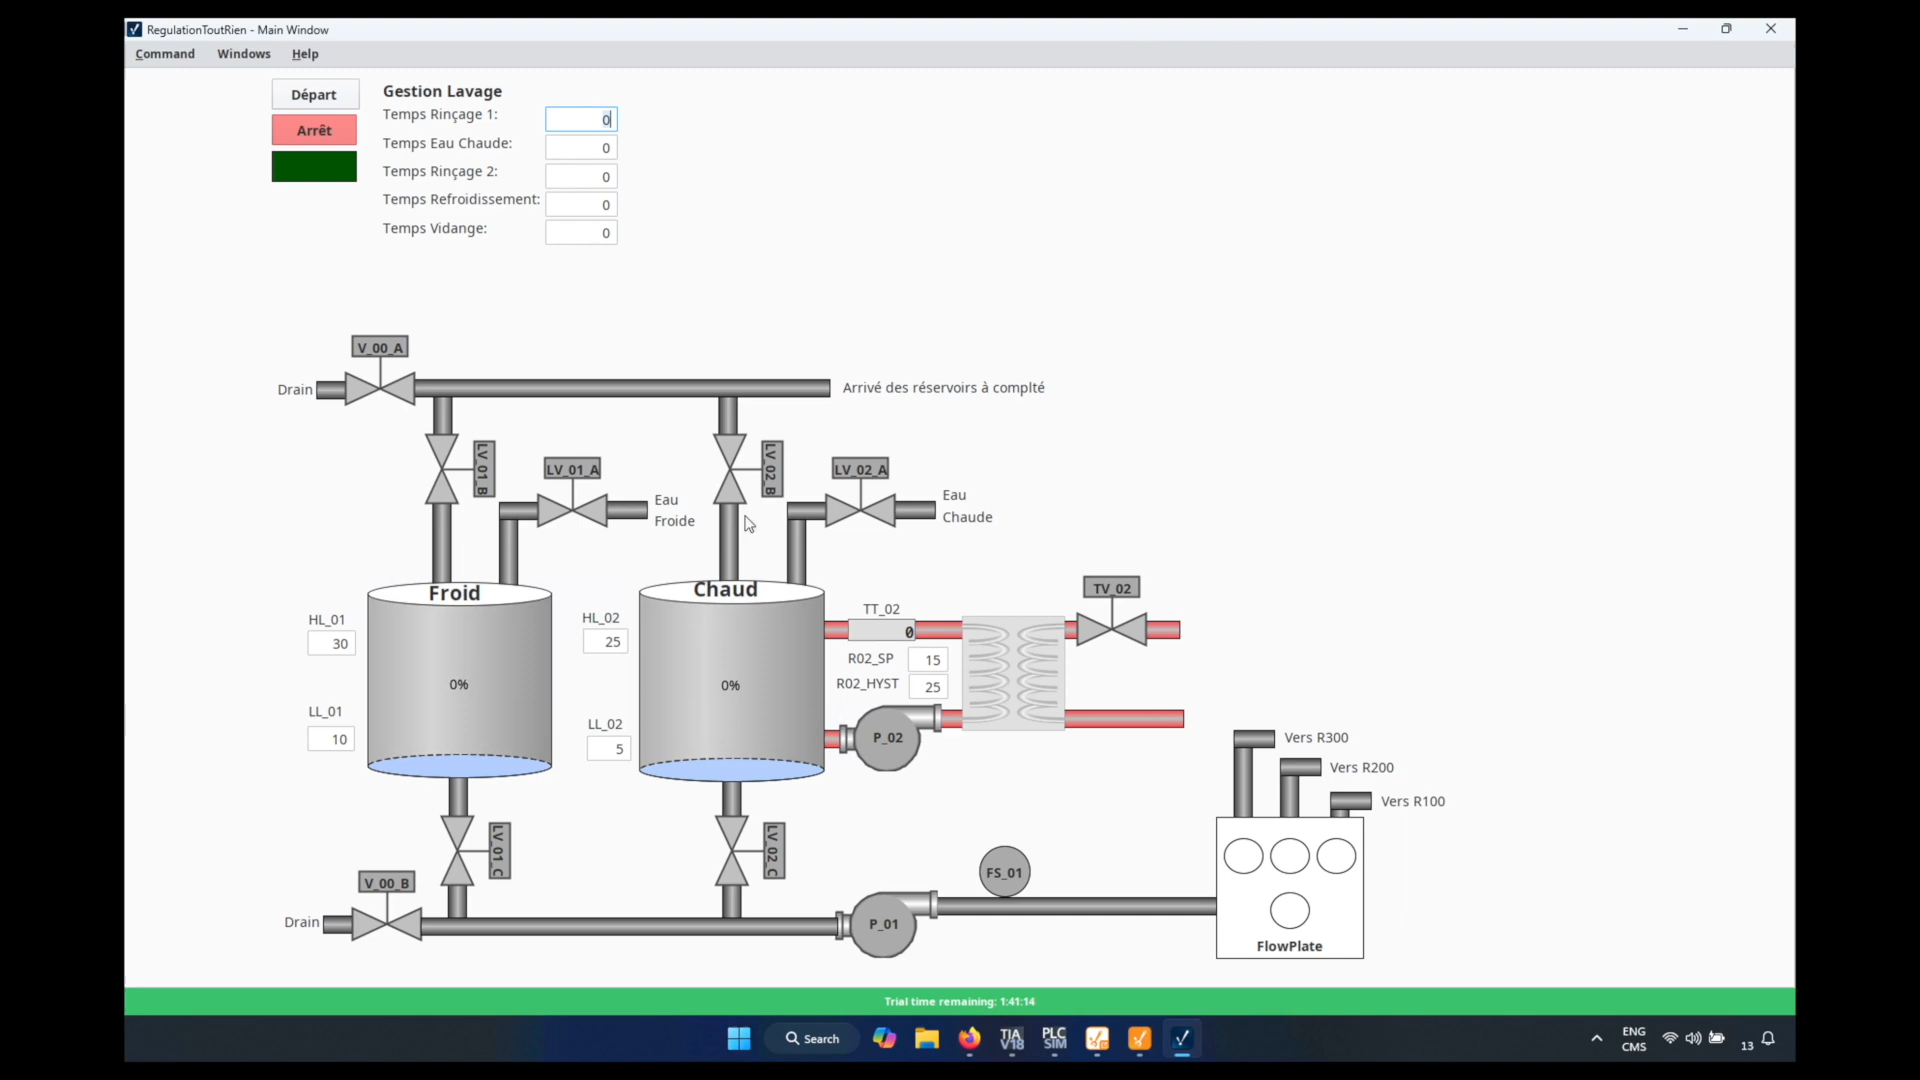 RegulationToutRien - Main Window
Command Windows Help
Départ
Arrêt
Gestion Lavage
Temps Rinçage 1: 0
Temps Eau Chaude: 0
Temps Rinçage 2: 0
Temps Refroidissement: 0
Temps Vidange: 0
V_00_A
Drain
Arrivé des réservoirs à complté
LV_01_B
LV_01_A
Eau
Froide
LV_02_B
LV_02_A
Eau
Chaude
Froid
HL_01
30
0%
LL_01
10
Chaud
HL_02
25
0%
LL_02
5
TT_02
0
R02_SP 15
R02_HYST 25
TV_02
P_02
Vers R300
Vers R200
Vers R100
LV_01_C
LV_02_C
V_00_B
Drain
P_01
FS_01
FlowPlate
Trial time remaining: 1:41:14
Search
TIA
V18
PLC
SIM
ENG
CMS
13